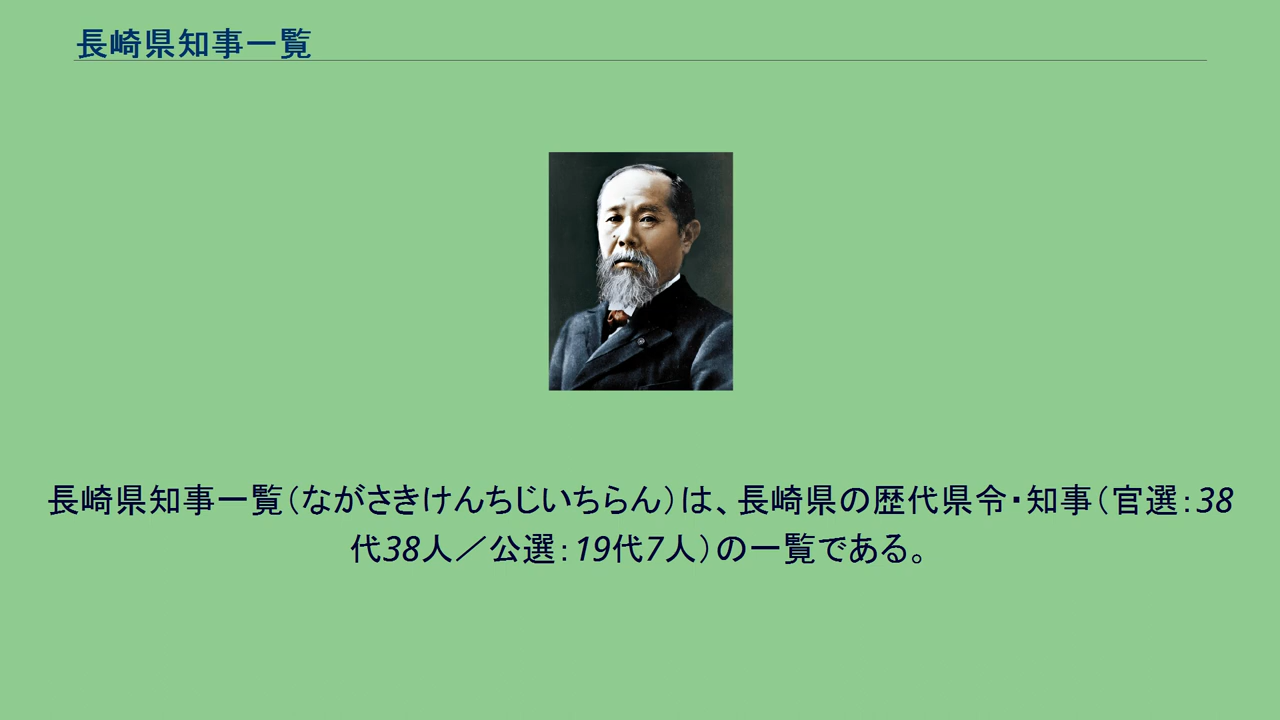 長崎県知事一覧
長崎県知事一覧（ながさきけんちじいちらん）は、長崎県の歴代県令・知事（官選：38
代38人／公選：19代7人）の一覧である。